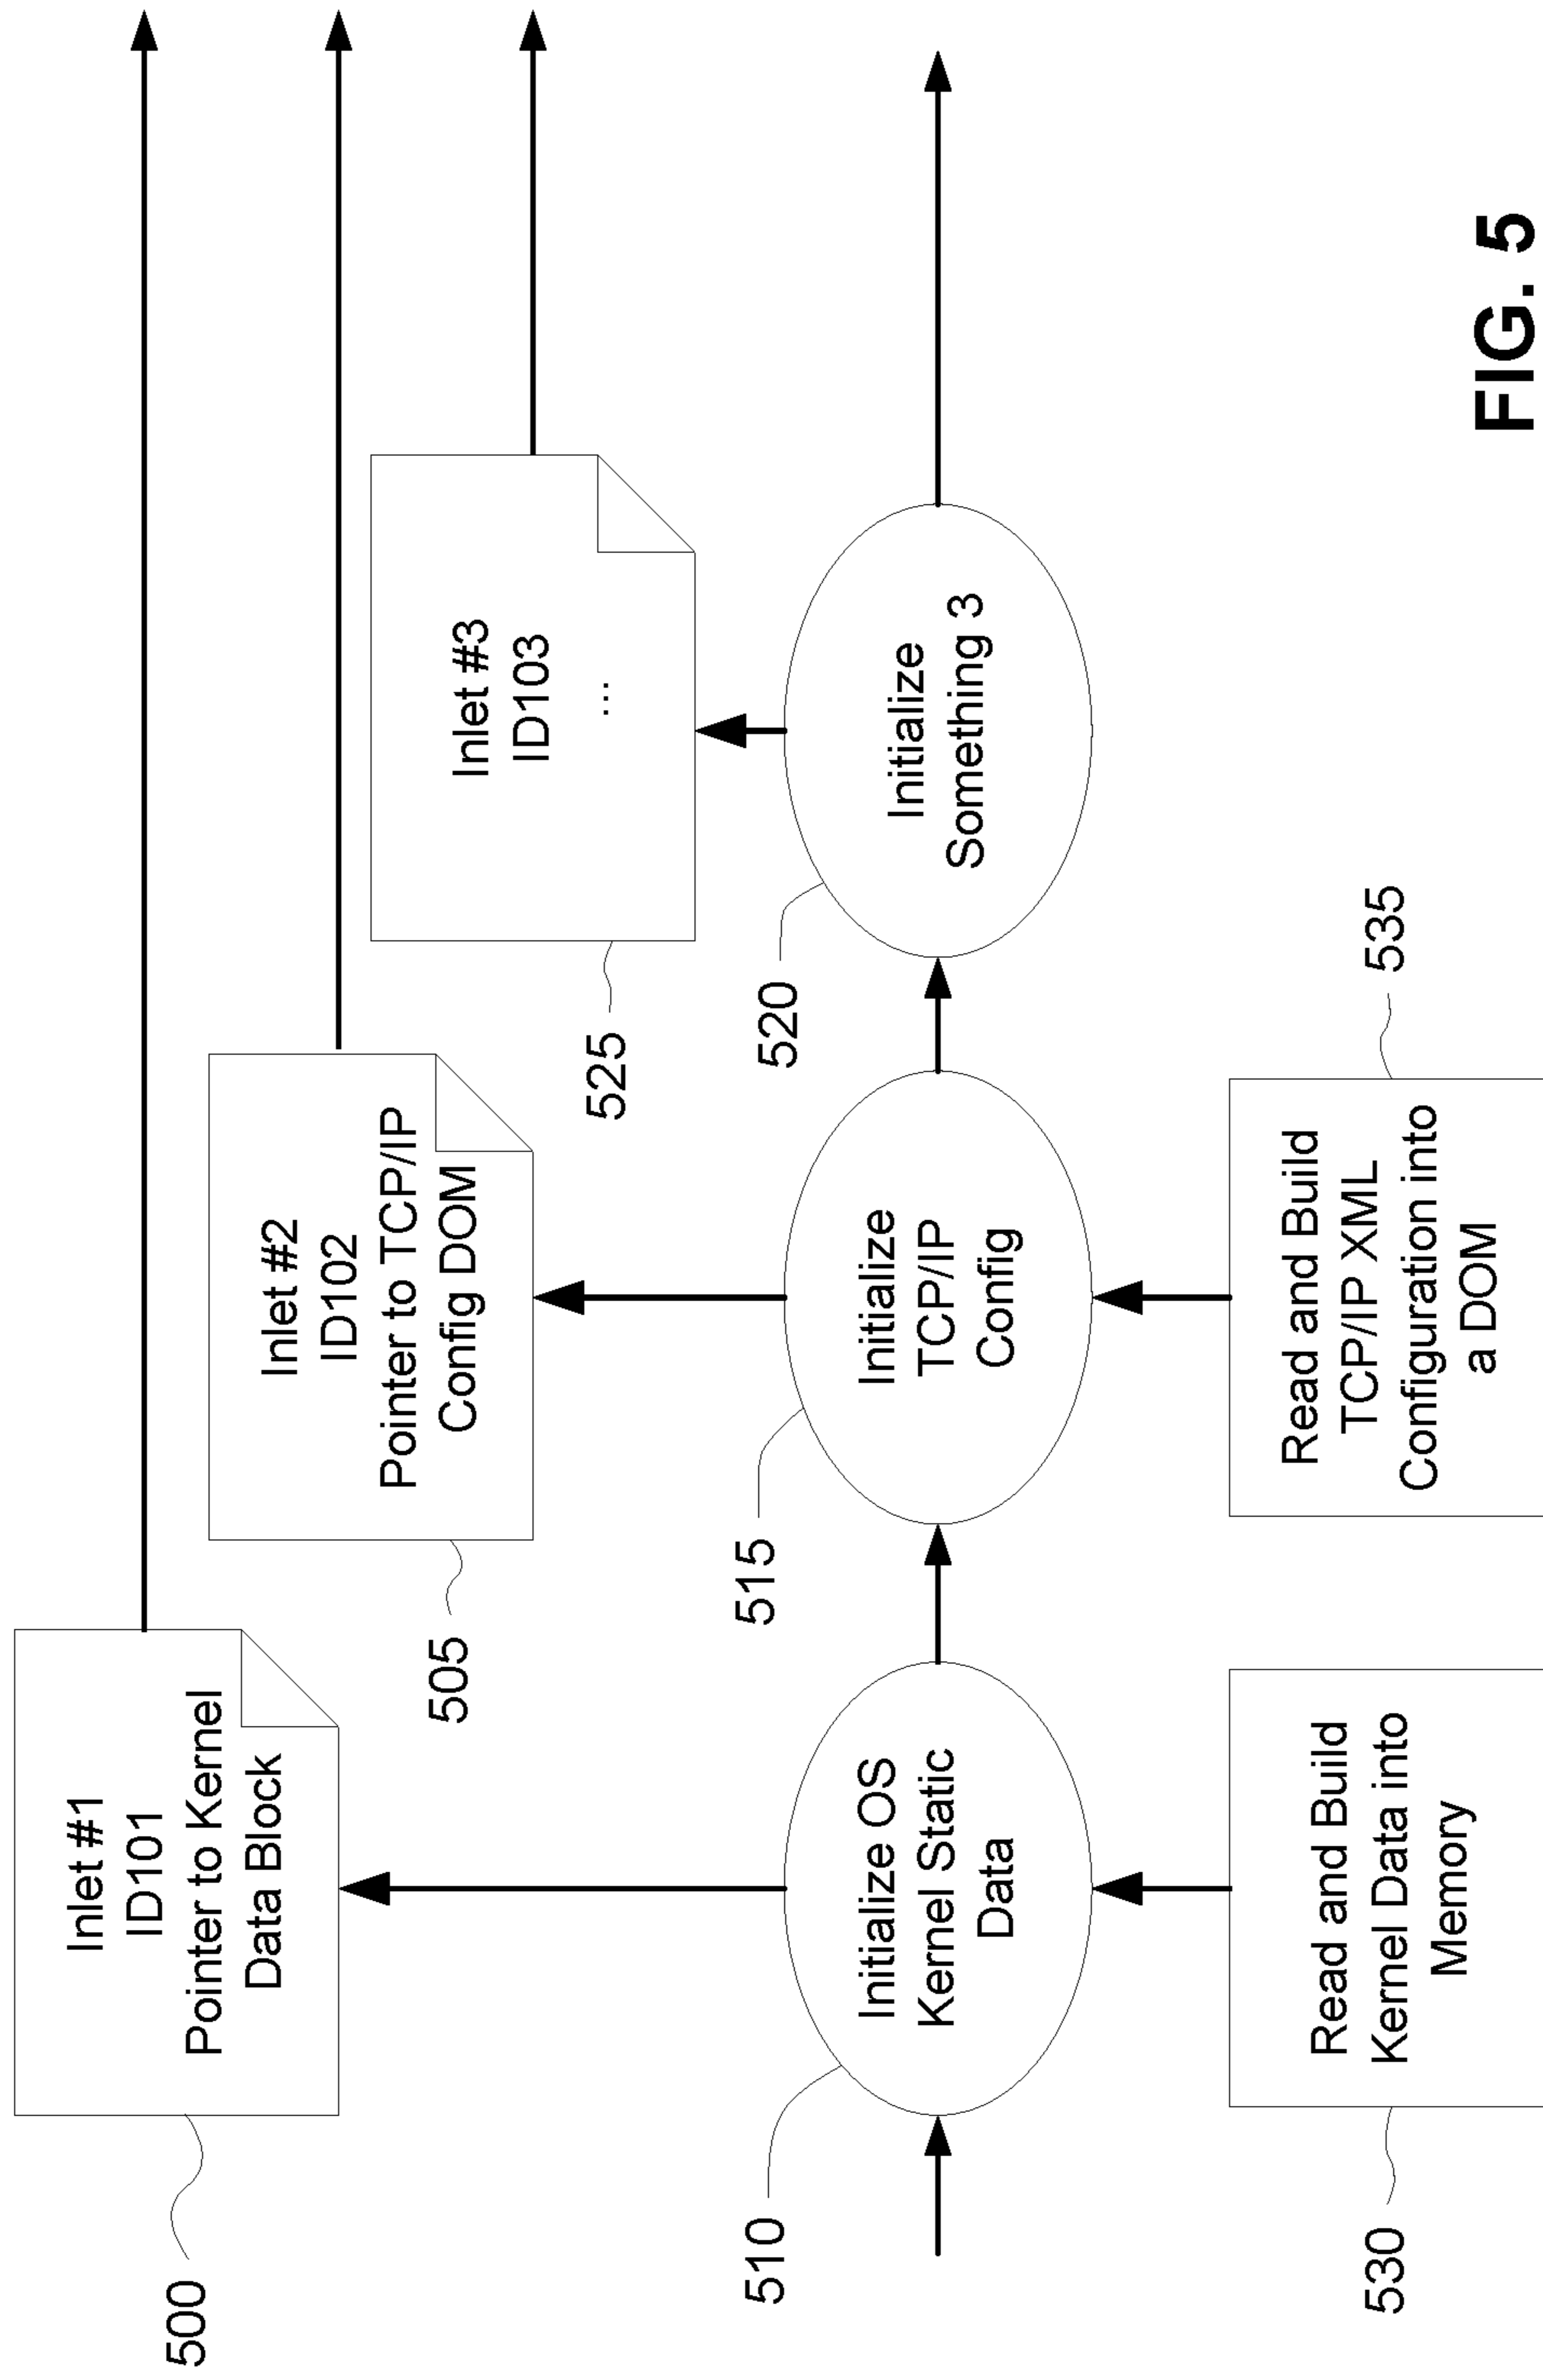 500
Inlet #1
ID101
Pointer to Kernel
Data Block
505
Inlet #2
ID102
Pointer to TCP/IP
Config DOM
525
Inlet #3
ID103
...
510
Initialize OS
Kernel Static
Data
515
Initialize
TCP/IP
Config
520
Initialize
Something 3
530
Read and Build
Kernel Data into
Memory
535
Read and Build
TCP/IP XML
Configuration into
a DOM
FIG. 5